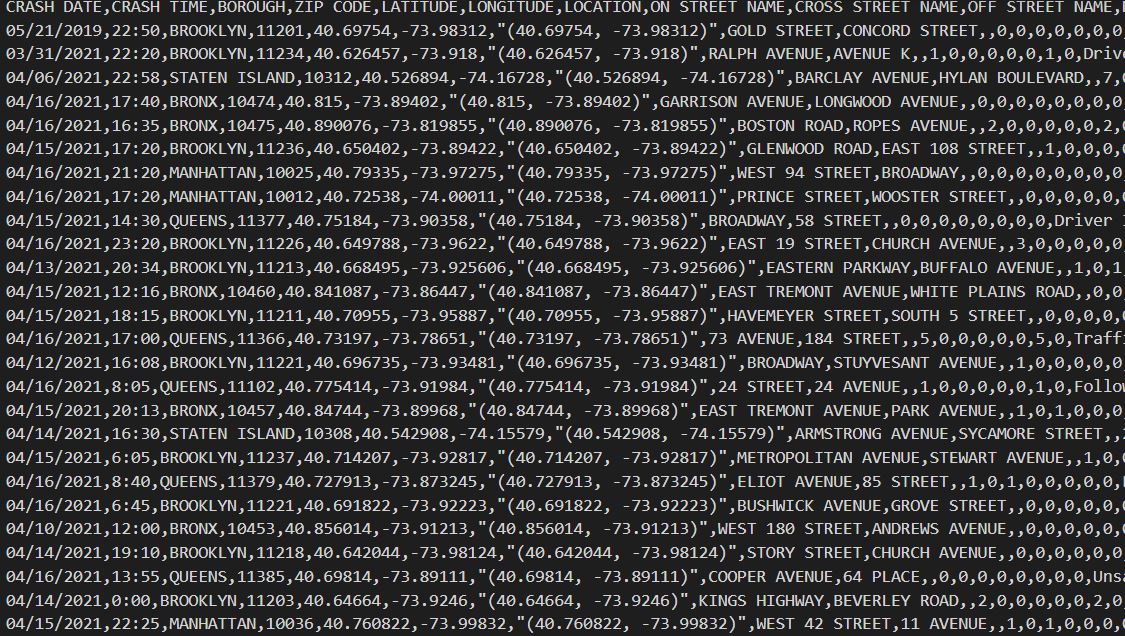 CRASH DATE,CRASH TIME,BOROUGH,ZIP CODE,LATITUDE,LONGITUDE,LOCATION,ON STREET NAME,CROSS STREET NAME,OFF STREET NAME,
05/21/2019,22:50,BROOKLYN,11201,40.69754,-73.98312,"(40.69754, -73.98312)",GOLD STREET,CONCORD STREET,,0,0,0,0,0,0,
03/31/2021,22:20,BROOKLYN,11234,40.626457,-73.918,"(40.626457, -73.918)",RALPH AVENUE,AVENUE K,,1,0,0,0,0,0,1,0,Driv
04/06/2021,22:58,STATEN ISLAND,10312,40.526894,-74.16728,"(40.526894, -74.16728)",BARCLAY AVENUE,HYLAN BOULEVARD,,7,
04/16/2021,17:40,BRONX,10474,40.815,-73.89402,"(40.815, -73.89402)",GARRISON AVENUE,LONGWOOD AVENUE,,0,0,0,0,0,0,0,
04/16/2021,16:35,BRONX,10475,40.890076,-73.819855,"(40.890076, -73.819855)",BOSTON ROAD,ROPES AVENUE,,2,0,0,0,0,0,2,
04/15/2021,17:20,BROOKLYN,11236,40.650402,-73.89422,"(40.650402, -73.89422)",GLENWOOD ROAD,EAST 108 STREET,,1,0,0,0,
04/16/2021,21:20,MANHATTAN,10025,40.79335,-73.97275,"(40.79335, -73.97275)",WEST 94 STREET,BROADWAY,,0,0,0,0,0,0,0,
04/16/2021,17:20,MANHATTAN,10012,40.72538,-74.00011,"(40.72538, -74.00011)",PRINCE STREET,WOOSTER STREET,,0,0,0,0,0,
04/15/2021,14:30,QUEENS,11377,40.75184,-73.90358,"(40.75184, -73.90358)",BROADWAY,58 STREET,,0,0,0,0,0,0,0,0,Driver
04/16/2021,23:20,BROOKLYN,11226,40.649788,-73.9622,"(40.649788, -73.9622)",EAST 19 STREET,CHURCH AVENUE,,3,0,0,0,0,
04/13/2021,20:34,BROOKLYN,11213,40.668495,-73.925606,"(40.668495, -73.925606)",EASTERN PARKWAY,BUFFALO AVENUE,,1,0,1,
04/15/2021,12:16,BRONX,10460,40.841087,-73.86447,"(40.841087, -73.86447)",EAST TREMONT AVENUE,WHITE PLAINS ROAD,,0,0,
04/15/2021,18:15,BROOKLYN,11211,40.70955,-73.95887,"(40.70955, -73.95887)",HAVEMEYER STREET,SOUTH 5 STREET,,0,0,0,0,
04/16/2021,17:00,QUEENS,11366,40.73197,-73.78651,"(40.73197, -73.78651)",73 AVENUE,184 STREET,,5,0,0,0,0,0,5,0,Traffi
04/12/2021,16:08,BROOKLYN,11221,40.696735,-73.93481,"(40.696735, -73.93481)",BROADWAY,STUYVESANT AVENUE,,1,0,0,0,0,0,
04/16/2021,8:05,QUEENS,11102,40.775414,-73.91984,"(40.775414, -73.91984)",24 STREET,24 AVENUE,,1,0,0,0,0,0,1,0,Follow
04/15/2021,20:13,BRONX,10457,40.84744,-73.89968,"(40.84744, -73.89968)",EAST TREMONT AVENUE,PARK AVENUE,,1,0,1,0,0,0,
04/14/2021,16:30,STATEN ISLAND,10308,40.542908,-74.15579,"(40.542908, -74.15579)",ARMSTRONG AVENUE,SYCAMORE STREET,,2
04/15/2021,6:05,BROOKLYN,11237,40.714207,-73.92817,"(40.714207, -73.92817)",METROPOLITAN AVENUE,STEWART AVENUE,,1,0,
04/16/2021,8:40,QUEENS,11379,40.727913,-73.873245,"(40.727913, -73.873245)",ELIOT AVENUE,85 STREET,,1,0,1,0,0,0,0,0,
04/16/2021,6:45,BROOKLYN,11221,40.691822,-73.92223,"(40.691822, -73.92223)",BUSHWICK AVENUE,GROVE STREET,,0,0,0,0,0,
04/10/2021,12:00,BRONX,10453,40.856014,-73.91213,"(40.856014, -73.91213)",WEST 180 STREET,ANDREWS AVENUE,,0,0,0,0,0,
04/14/2021,19:10,BROOKLYN,11218,40.642044,-73.98124,"(40.642044, -73.98124)",STORY STREET,CHURCH AVENUE,,0,0,0,0,0,0,
04/16/2021,13:55,QUEENS,11385,40.69814,-73.89111,"(40.69814, -73.89111)",COOPER AVENUE,64 PLACE,,0,0,0,0,0,0,0,0,Unsa
04/14/2021,0:00,BROOKLYN,11203,40.64664,-73.9246,"(40.64664, -73.9246)",KINGS HIGHWAY,BEVERLEY ROAD,,2,0,0,0,0,0,2,0,
04/15/2021,22:25,MANHATTAN,10036,40.760822,-73.99832,"(40.760822, -73.99832)",WEST 42 STREET,11 AVENUE,,1,0,1,0,0,0,